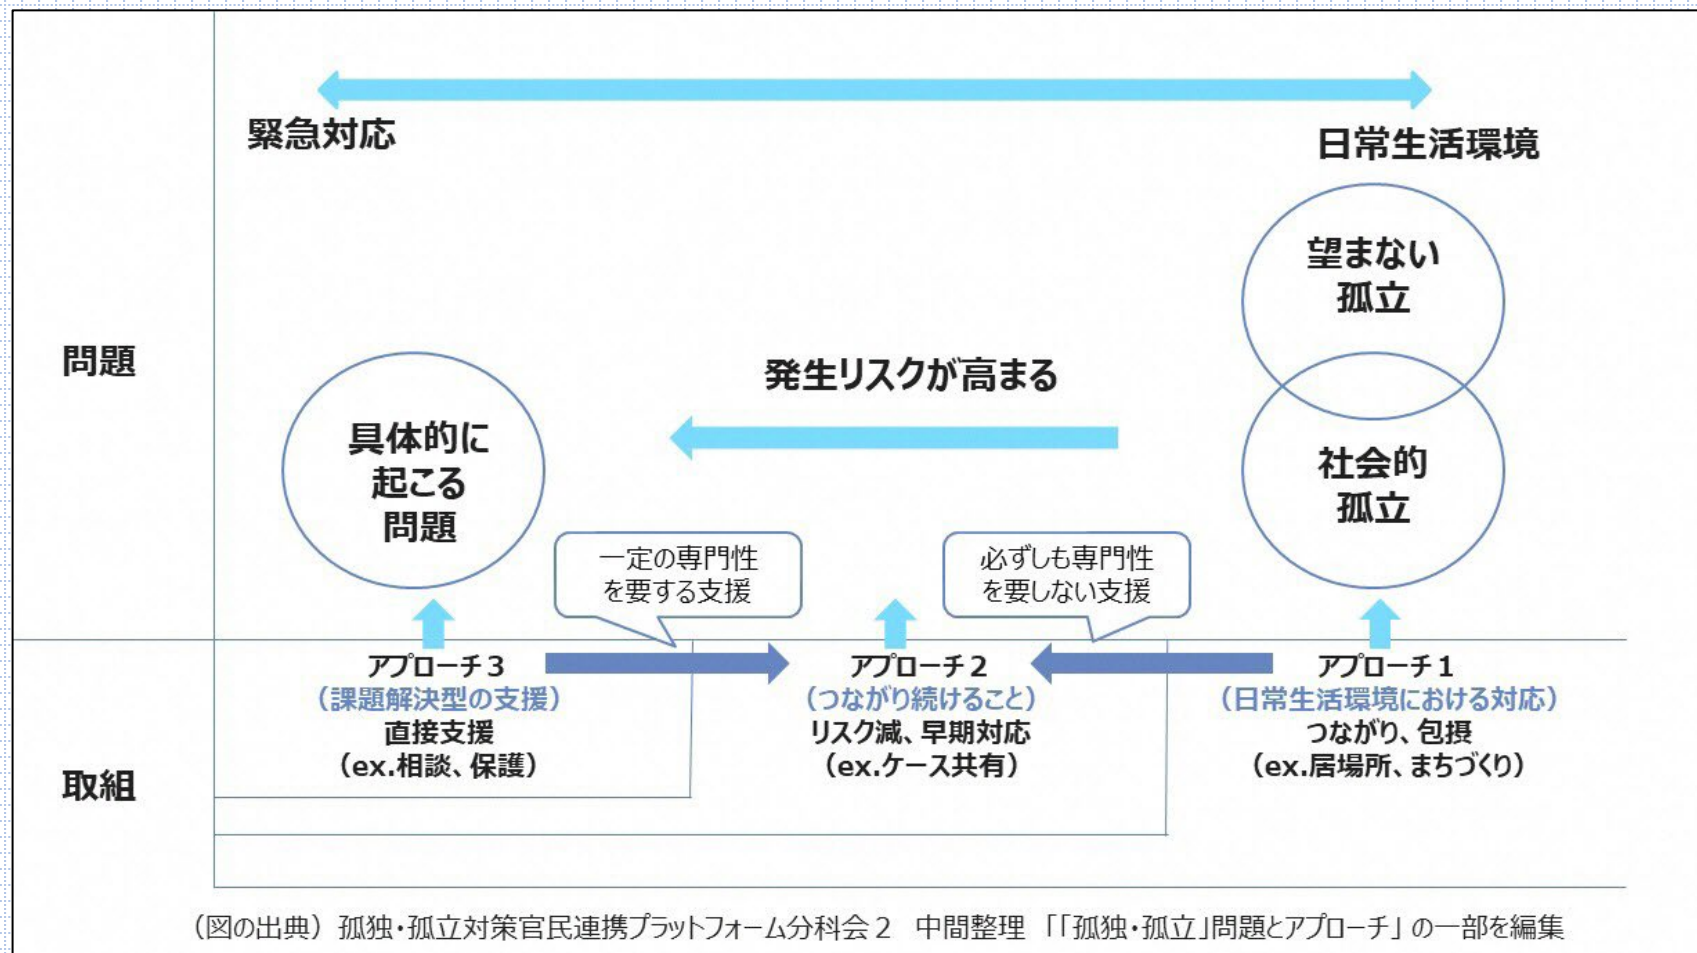 緊急対応
日常生活環境
問題
望まない
孤立
社会的
孤立
発生リスクが高まる
具体的に
起こる
問題
一定の専門性
を要する支援
必ずしも専門性
を要しない支援
取組
アプローチ3
（課題解決型の支援）
直接支援
（ex.相談、保護）
アプローチ2
（つながり続けること）
リスク減、早期対応
（ex.ケース共有）
アプローチ1
（日常生活環境における対応）
つながり、包摂
（ex.居場所、まちづくり）
（図の出典）孤独・孤立対策官民連携プラットフォーム分科会２　中間整理　「「孤独・孤立」問題とアプローチ」の一部を編集